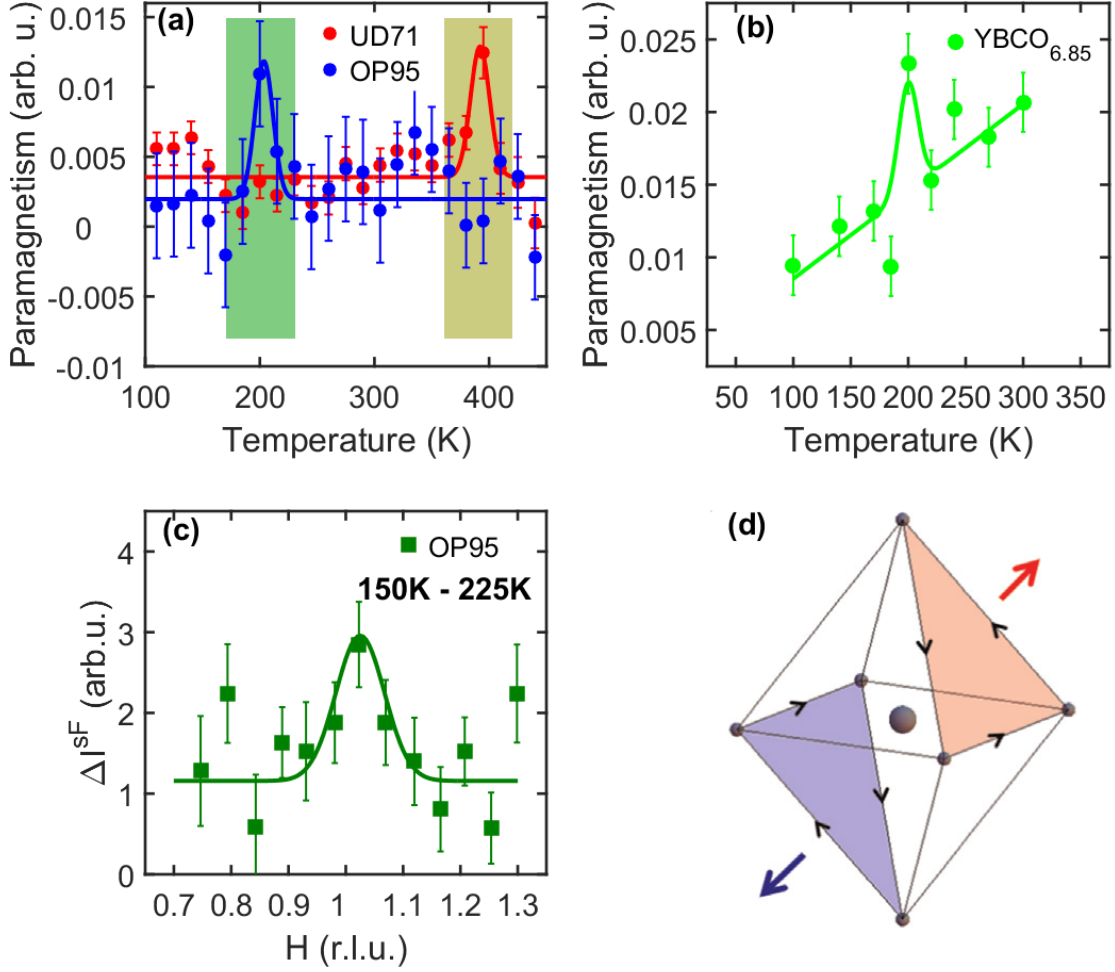 (a)
UD71
OP95
0.015
0.01
0.005
0
-0.005
-0.01
100 200 300 400
Temperature (K)
Paramagnetism (arb. u.)
(b)
YBCO6.85
0.025
0.02
0.015
0.01
0.005
50 100 150 200 250 300 350
Temperature (K)
Paramagnetism (arb. u.)
(c)
OP95
150K - 225K
4
3
2
1
0
0.7 0.8 0.9 1 1.1 1.2 1.3
H (r.l.u.)
ΔI^SF (arb.u.)
(d)